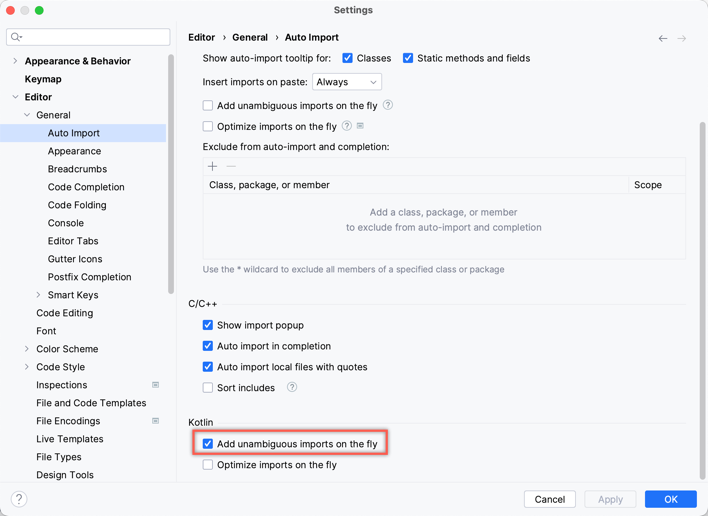 Settings
Editor › General › Auto Import
Appearance & Behavior
Keymap
Editor
General
Auto Import
Appearance
Breadcrumbs
Code Completion
Code Folding
Console
Editor Tabs
Gutter Icons
Postfix Completion
Smart Keys
Code Editing
Font
Color Scheme
Code Style
Inspections
File and Code Templates
File Encodings
Live Templates
File Types
Design Tools
Show auto-import tooltip for: Classes Static methods and fields
Insert imports on paste: Always
Add unambiguous imports on the fly ?
Optimize imports on the fly ?
Exclude from auto-import and completion:
Class, package, or member Scope
Add a class, package, or member
to exclude from auto-import and completion
Use the * wildcard to exclude all members of a specified class or package
C/C++
Show import popup
Auto import in completion
Auto import local files with quotes
Sort includes ?
Kotlin
Add unambiguous imports on the fly
Optimize imports on the fly
? Cancel Apply OK